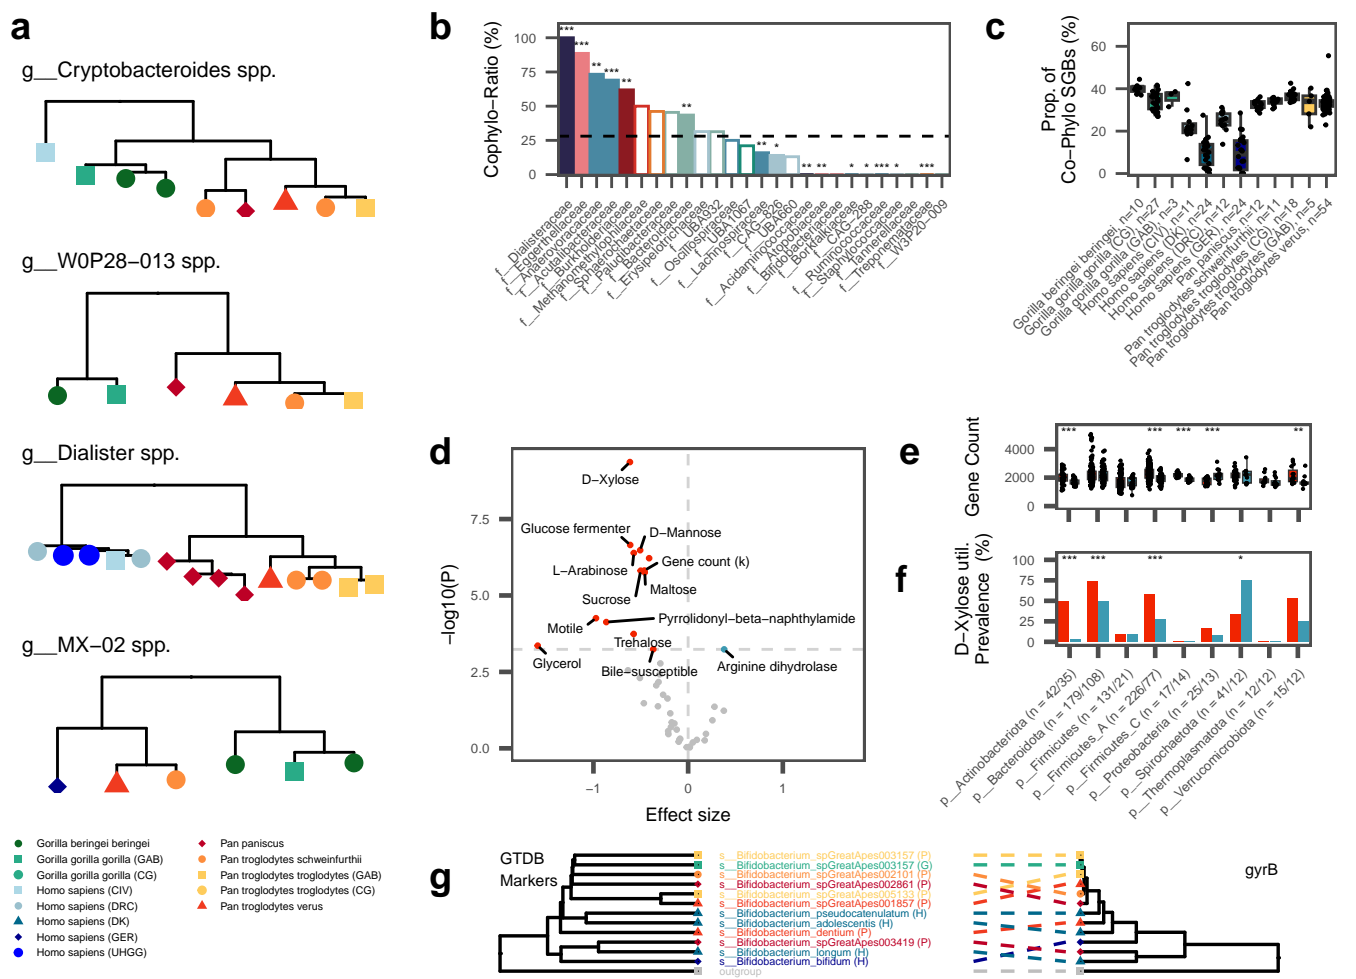 a
g__Cryptobacteroides spp.
g__W0P28−013 spp.
g__Dialister spp.
g__MX−02 spp.
Gorilla beringei beringei
Gorilla gorilla gorilla (GAB)
Gorilla gorilla gorilla (CG)
Homo sapiens (CIV)
Homo sapiens (DRC)
Homo sapiens (DK)
Homo sapiens (GER)
Homo sapiens (UHGG)
Pan paniscus
Pan troglodytes schweinfurthii
Pan troglodytes troglodytes (GAB)
Pan troglodytes troglodytes (CG)
Pan troglodytes verus
b
Cophylo−Ratio (%)
100
75
50
25
0
***
***
**
***
**
**
**
*
**
**
*
*
***
*
***
f__Dialisteraceae
f__Eggerthellaceae
f__Anaerovoracaceae
f__Acutalibacteraceae
f__Burkholderiaceae
f__Methanomethylophilaceae
f__Sphaerochaetaceae
f__Paludibacteraceae
f__Bacteroidaceae
f__Erysipelotrichaceae
f__UBA932
f__Oscillospiraceae
f__UBA1067
f__Lachnospiraceae
f__CAG−826
f__UBA660
f__Acidaminococcaceae
f__Atopobiaceae
f__Bifidobacteriaceae
f__Borkfalkiaceae
f__CAG−288
f__Ruminococcaceae
f__Staphylococcaceae
f__Tannerellaceae
f__Treponemataceae
f__W3P20−009
c
Prop. of
Co−Phylo SGBs (%)
60
40
20
0
Gorilla beringei beringei, n=10
Gorilla gorilla gorilla (CG), n=27
Gorilla gorilla gorilla (GAB), n=3
Homo sapiens (CIV), n=11
Homo sapiens (DK), n=24
Homo sapiens (DRC), n=12
Homo sapiens (GER), n=24
Pan paniscus, n=12
Pan troglodytes schweinfurthii, n=11
Pan troglodytes troglodytes (CG), n=18
Pan troglodytes troglodytes (GAB), n=5
Pan troglodytes verus, n=54
d
−log10(P)
7.5
5.0
2.5
0.0
D−Xylose
Glucose fermenter
D−Mannose
L−Arabinose
Gene count (k)
Sucrose
Maltose
Motile
Pyrrolidonyl−beta−naphthylamide
Trehalose
Glycerol
Bile−susceptible
Arginine dihydrolase
−1
0
1
Effect size
e
Gene Count
4000
2000
0
***
***
***
***
**
f
D−Xylose util.
Prevalence (%)
100
75
50
25
0
***
***
***
*
p__Actinobacteriota (n = 42/35)
p__Bacteroidota (n = 179/108)
p__Firmicutes (n = 131/21)
p__Firmicutes_A (n = 226/77)
p__Firmicutes_C (n = 17/14)
p__Proteobacteria (n = 25/13)
p__Spirochaetota (n = 41/12)
p__Thermoplasmatota (n = 12/12)
p__Verrucomicrobiota (n = 15/12)
g
GTDB
Markers
s__Bifidobacterium_spGreatApes003157 (P)
s__Bifidobacterium_spGreatApes003157 (G)
s__Bifidobacterium_spGreatApes002101 (P)
s__Bifidobacterium_spGreatApes002861 (P)
s__Bifidobacterium_spGreatApes005133 (P)
s__Bifidobacterium_spGreatApes001857 (P)
s__Bifidobacterium_pseudocatenulatum (H)
s__Bifidobacterium_adolescentis (H)
s__Bifidobacterium_dentium (P)
s__Bifidobacterium_spGreatApes003419 (P)
s__Bifidobacterium_longum (H)
s__Bifidobacterium_bifidum (H)
outgroup
gyrB